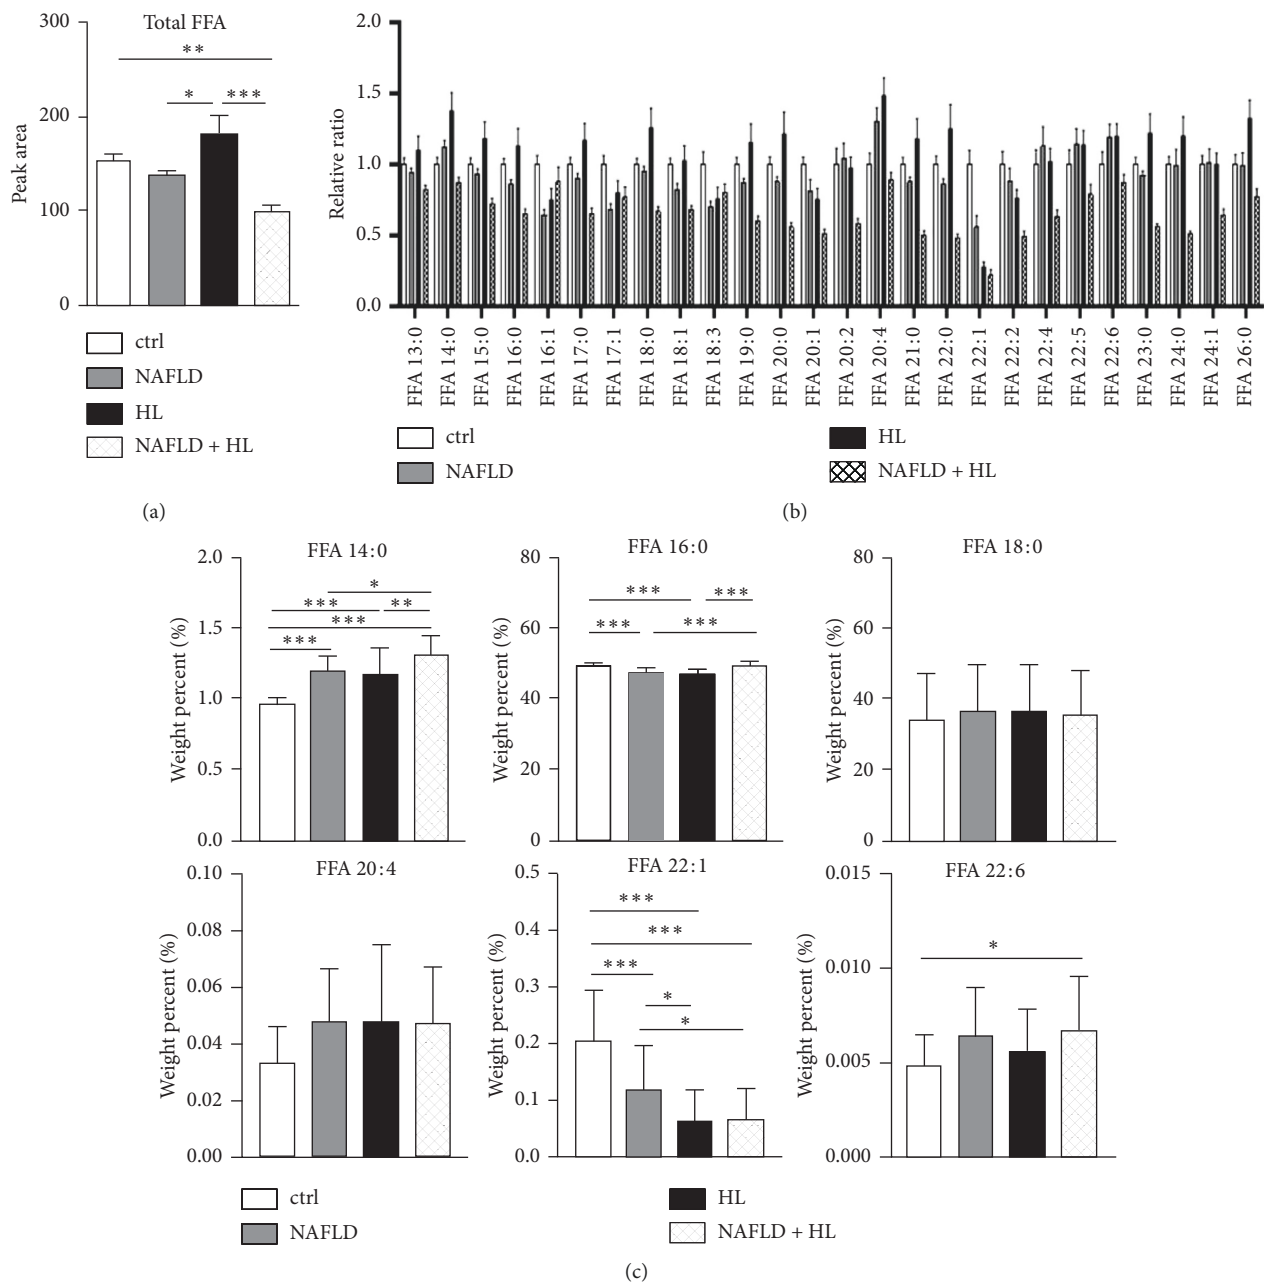 Total FFA
Peak area
300
200
100
0
**
* ***
ctrl
NAFLD
HL
NAFLD + HL
(a)
Relative ratio
2.0
1.5
1.0
0.5
0.0
FFA 13:0
FFA 14:0
FFA 15:0
FFA 16:0
FFA 16:1
FFA 17:0
FFA 17:1
FFA 18:0
FFA 18:1
FFA 18:3
FFA 19:0
FFA 20:0
FFA 20:1
FFA 20:2
FFA 20:4
FFA 21:0
FFA 22:0
FFA 22:1
FFA 22:2
FFA 22:4
FFA 22:5
FFA 22:6
FFA 23:0
FFA 24:0
FFA 24:1
FFA 26:0
ctrl
NAFLD
HL
NAFLD + HL
(b)
FFA 14:0
Weight percent (%)
2.0
1.5
1.0
0.5
0.0
*
*** **
***
***
FFA 16:0
Weight percent (%)
80
60
40
20
0
*** ***
*** ***
FFA 18:0
Weight percent (%)
80
60
40
20
0
FFA 20:4
Weight percent (%)
0.10
0.08
0.06
0.04
0.02
0.00
FFA 22:1
Weight percent (%)
0.5
0.4
0.3
0.2
0.1
0.0
***
***
***
*
*
FFA 22:6
Weight percent (%)
0.015
0.010
0.005
0.000
*
ctrl
NAFLD
HL
NAFLD + HL
(c)